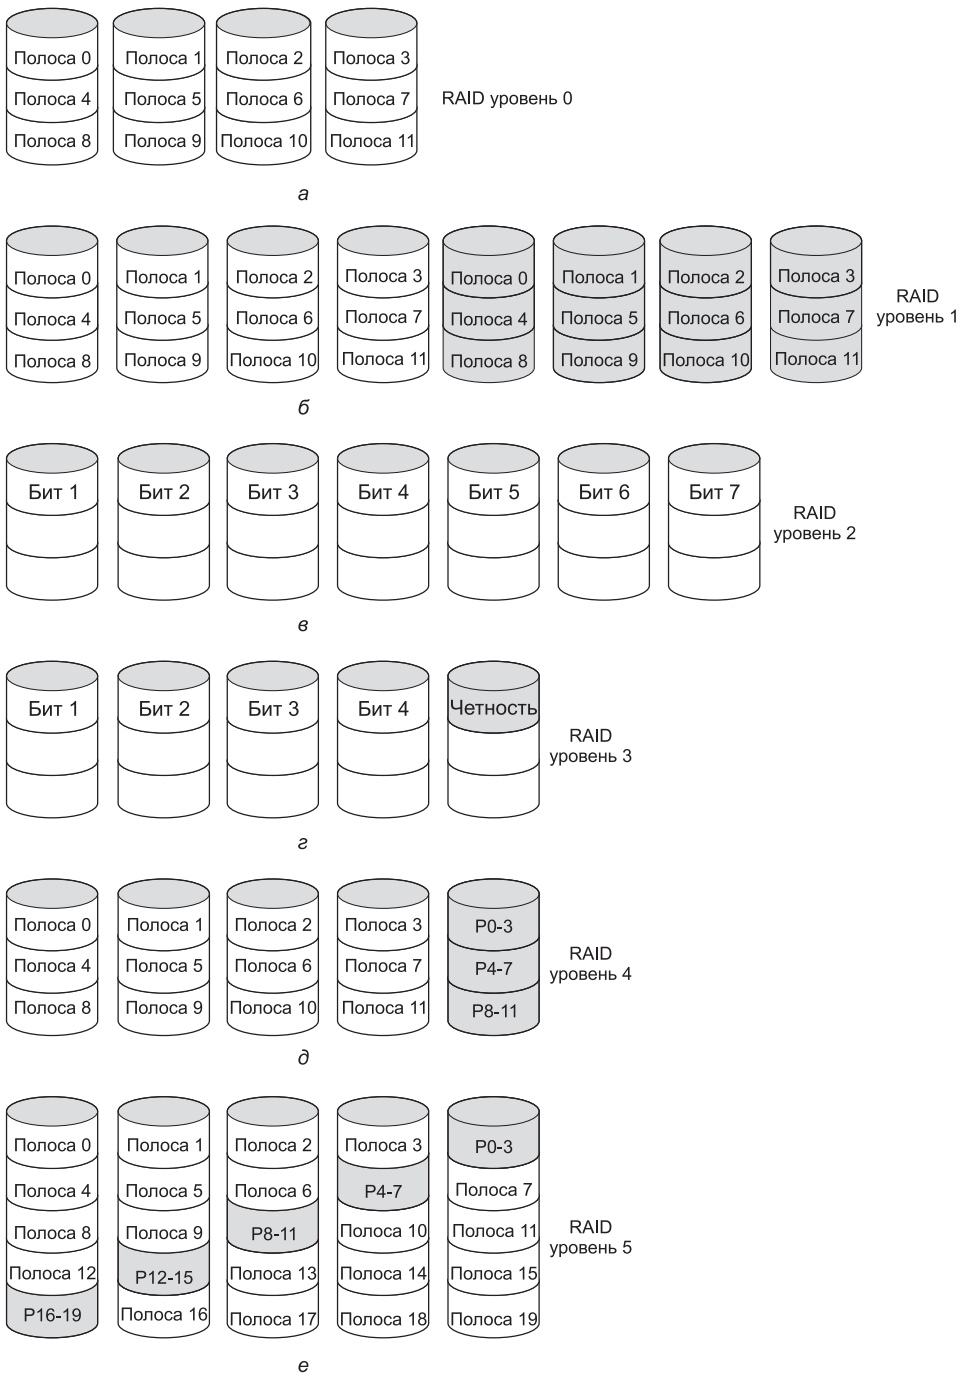 Полоса 0 Полоса 1 Полоса 2 Полоса 3
Полоса 4 Полоса 5 Полоса 6 Полоса 7
RAID уровень 0
Полоса 8 Полоса 9 Полоса 10 Полоса 11
а
Полоса 0 Полоса 1 Полоса 2 Полоса 3 Полоса 0 Полоса 1 Полоса 2 Полоса 3
Полоса 4 Полоса 5 Полоса 6 Полоса 7 Полоса 4 Полоса 5 Полоса 6 Полоса 7
RAID
уровень 1
Полоса 8 Полоса 9 Полоса 10 Полоса 11 Полоса 8 Полоса 9 Полоса 10 Полоса 11
б
Бит 1 Бит 2 Бит 3 Бит 4 Бит 5 Бит 6 Бит 7
RAID
уровень 2
в
Бит 1 Бит 2 Бит 3 Бит 4 Четность
RAID
уровень 3
г
Полоса 0 Полоса 1 Полоса 2 Полоса 3 P0-3
Полоса 4 Полоса 5 Полоса 6 Полоса 7 P4-7
RAID
уровень 4
Полоса 8 Полоса 9 Полоса 10 Полоса 11 P8-11
д
Полоса 0 Полоса 1 Полоса 2 Полоса 3 P0-3
Полоса 4 Полоса 5 Полоса 6 P4-7 Полоса 7
Полоса 8 Полоса 9 P8-11 Полоса 10 Полоса 11
RAID
уровень 5
Полоса 12 P12-15 Полоса 13 Полоса 14 Полоса 15
P16-19 Полоса 16 Полоса 17 Полоса 18 Полоса 19
е